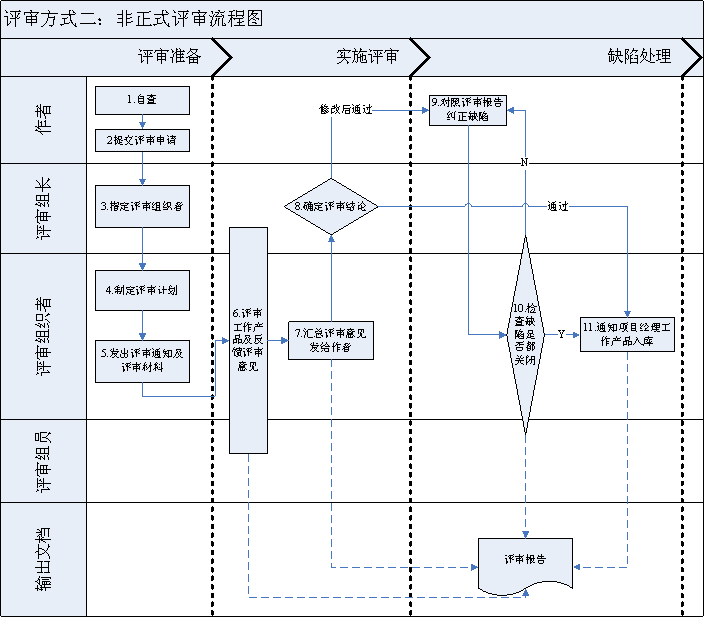 评审方式二：非正式评审流程图
评审准备
实施评审
缺陷处理
作者
1.自查
2提交评审申请
修改后通过
9.对照评审报告
纠正缺陷
N
评审组长
3.指定评审组织者
8.确定评审结论
通过
评审组织者
4.制定评审计划
5.发出评审通知及
评审材料
6.评审
工作产
品及反
馈评审
意见
7.汇总评审意见
发给作者
10.检
查缺
陷是
否都
关闭
Y
11.通知项目经理工
作产品入库
评审组员
输出文档
评审报告